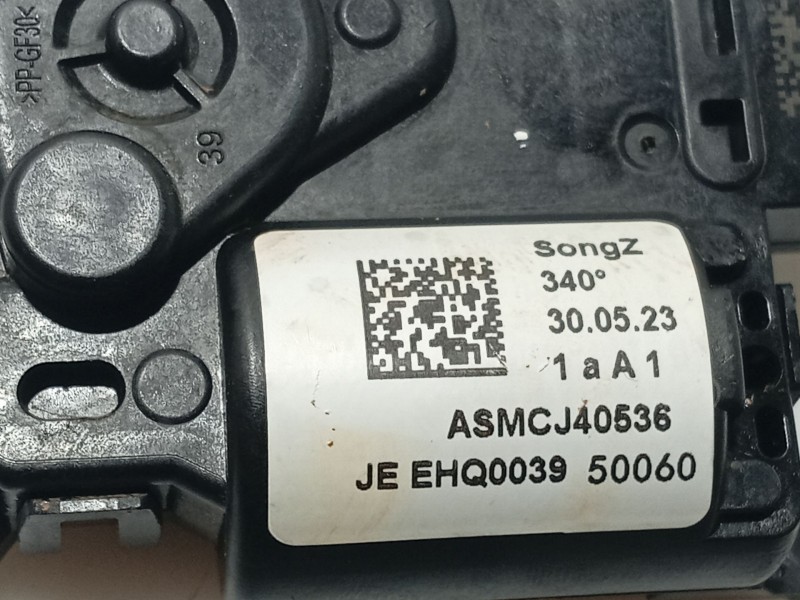 >PP-GF30<
39
SongZ
340°
30.05.23
1 a A 1
ASMCJ40536
JE EHQ0039 50060